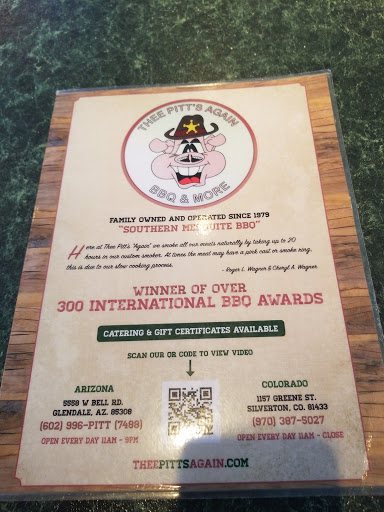 THEE PITT'S AGAIN
BBQ & MORE
FAMILY OWNED AND OPERATED SINCE 1979
"SOUTHERN MESQUITE BBQ"
Here at Thee Pitt's "Again" we smoke all our meats naturally by taking up to 20
hours in our custom smoker. At times the meat may have a pink cast or smoke ring,
this is due to our slow cooking process.
- Roger L. Wagner & Cheryl A. Wagner
WINNER OF OVER
300 INTERNATIONAL BBQ AWARDS
CATERING & GIFT CERTIFICATES AVAILABLE
SCAN OUR QR CODE TO VIEW VIDEO
ARIZONA
5558 W BELL RD.
GLENDALE, AZ. 85308
(602) 996-PITT (7488)
OPEN EVERY DAY 11AM - 9PM
COLORADO
1157 GREENE ST.
SILVERTON, CO. 81433
(970) 387-5027
OPEN EVERY DAY 11AM - CLOSE
THEEPITTSAGAIN.COM